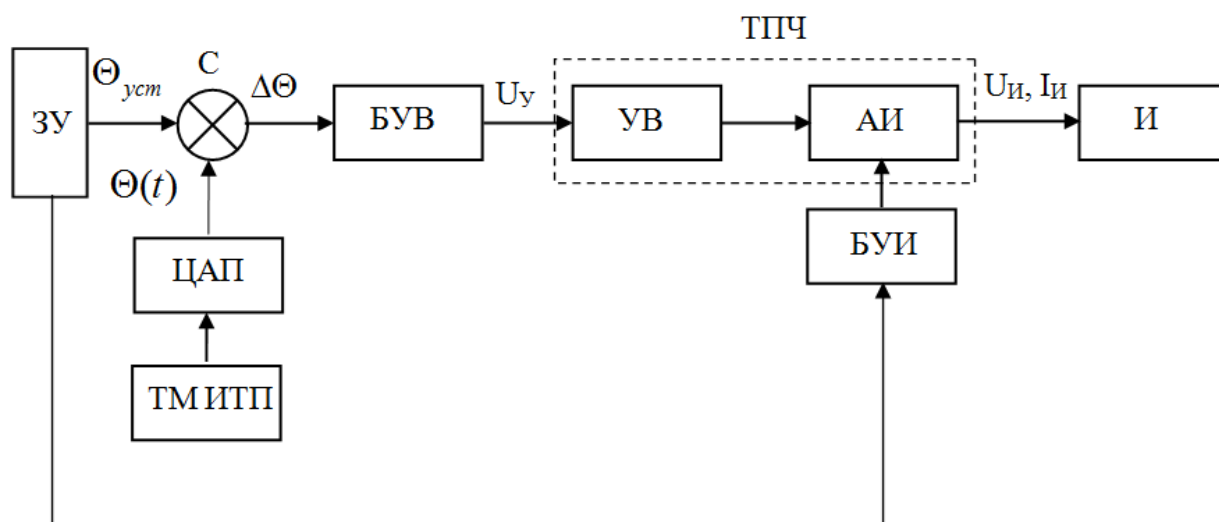 ТПЧ
С
Θуст
ΔΘ
Uу
UИ, IИ
ЗУ
БУВ
УВ
АИ
И
Θ(t)
БУИ
ЦАП
ТМ ИТП